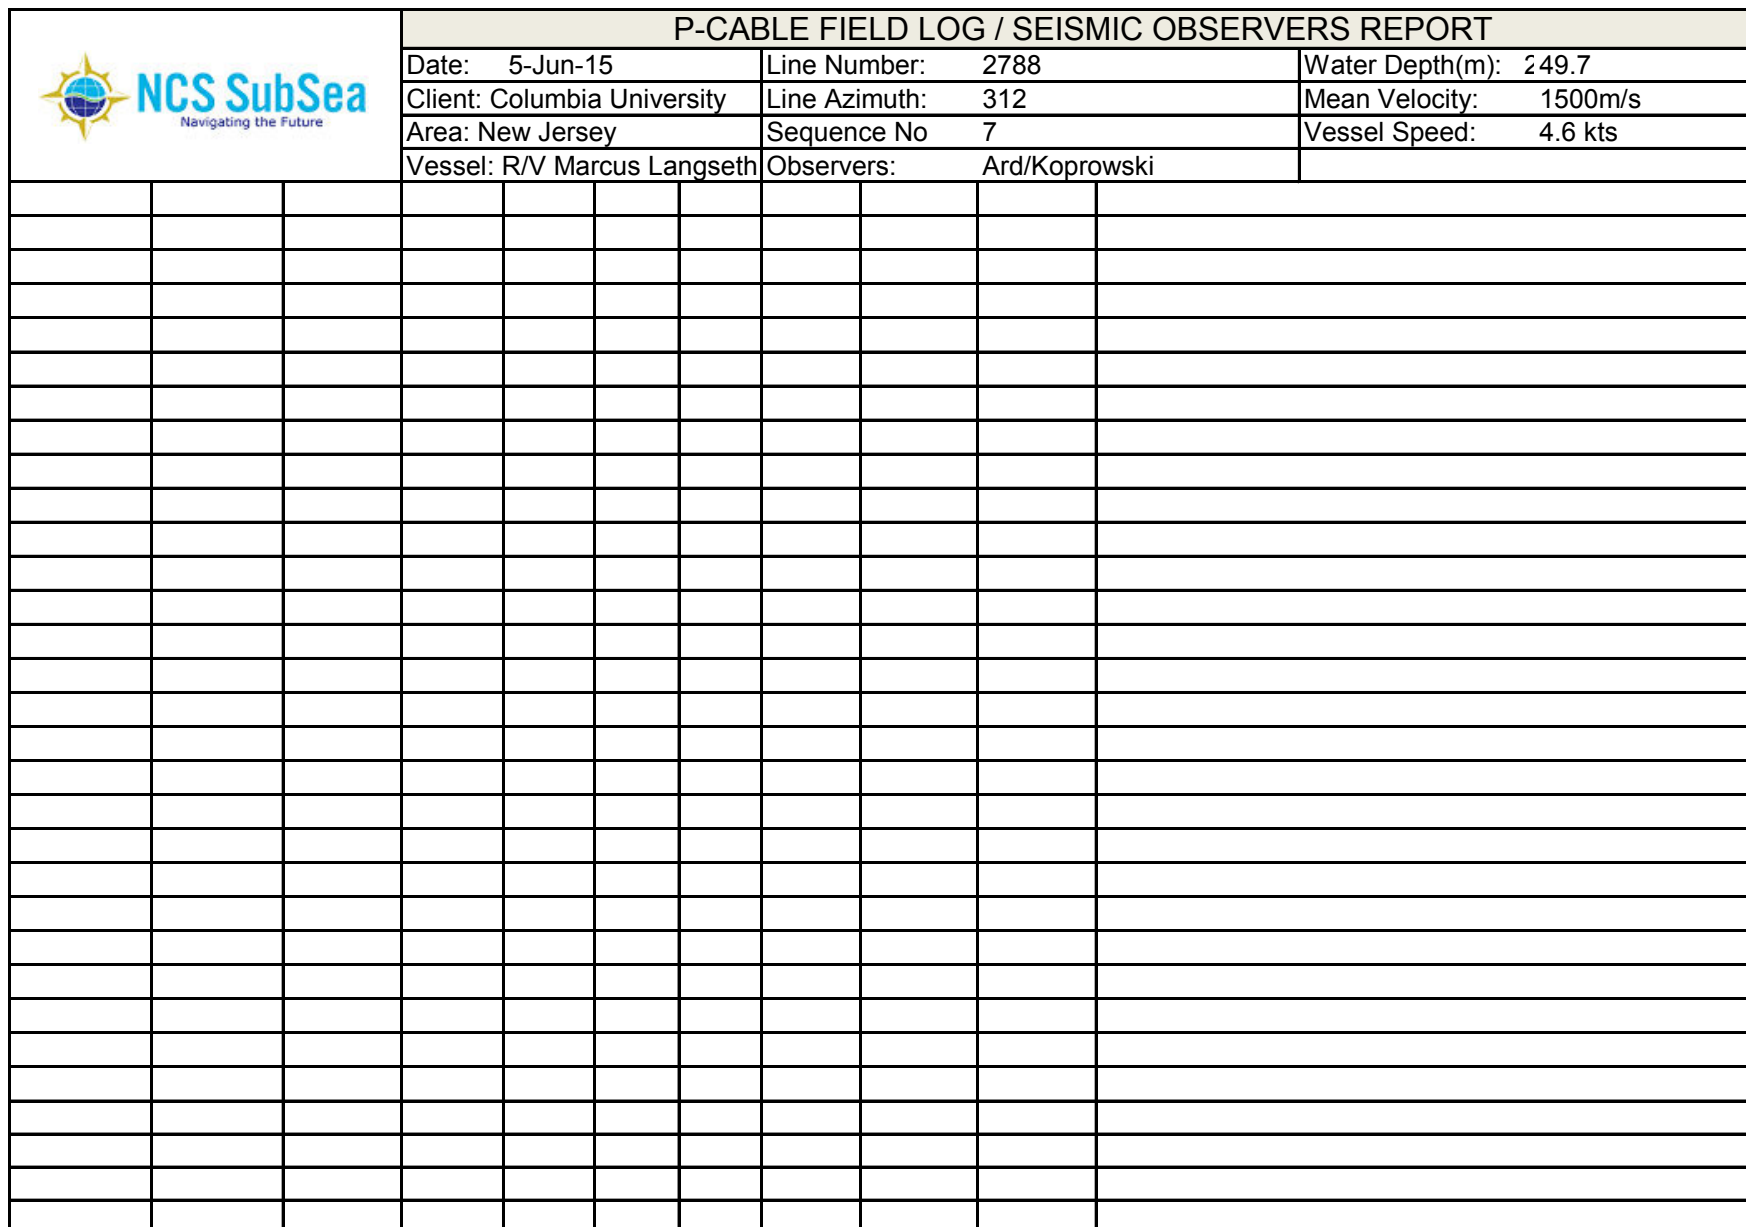 P-CABLE FIELD LOG / SEISMIC OBSERVERS REPORT
NCS SubSea
Navigating the Future
Date: 5-Jun-15 Line Number: 2788 Water Depth(m): 249.7
Client: Columbia University Line Azimuth: 312 Mean Velocity: 1500m/s
Area: New Jersey Sequence No 7 Vessel Speed: 4.6 kts
Vessel: R/V Marcus Langseth Observers: Ard/Koprowski